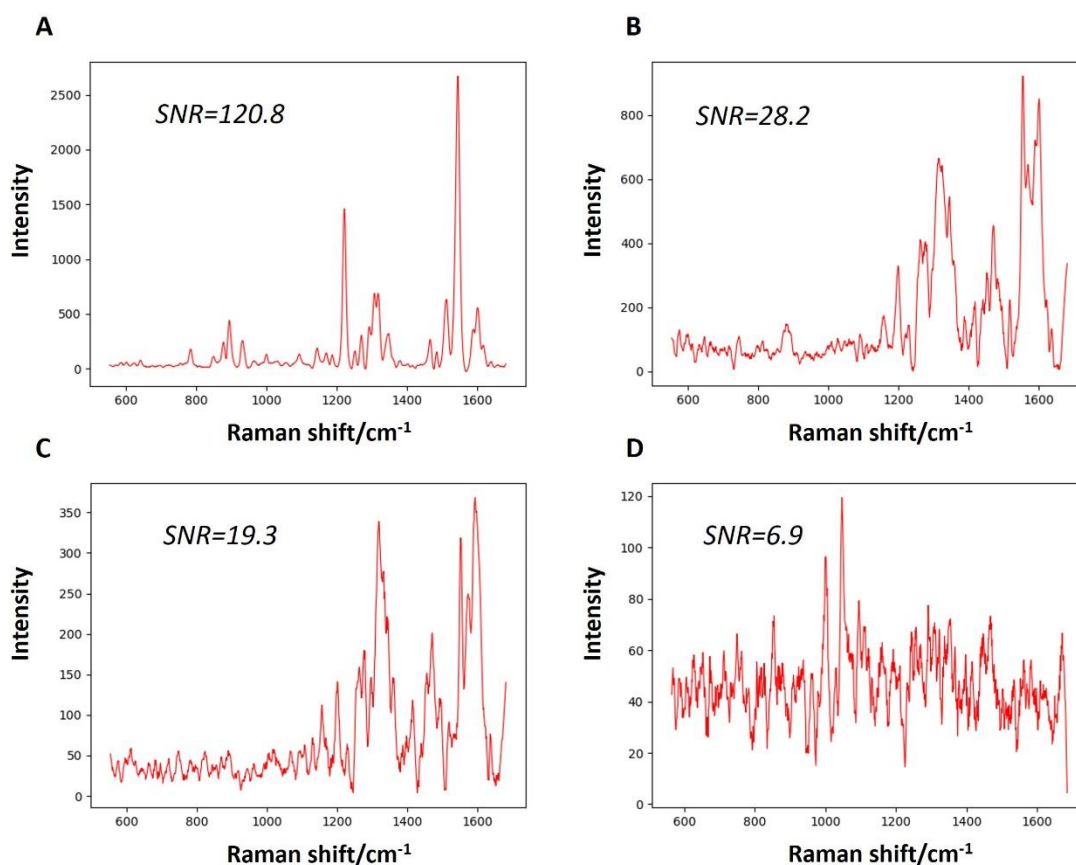 A
SNR=120.8
Intensity
2500
2000
1500
1000
500
0
600 800 1000 1200 1400 1600
Raman shift/cm-1
B
SNR=28.2
Intensity
800
600
400
200
0
600 800 1000 1200 1400 1600
Raman shift/cm-1
C
SNR=19.3
Intensity
350
300
250
200
150
100
50
0
600 800 1000 1200 1400 1600
Raman shift/cm-1
D
SNR=6.9
Intensity
120
100
80
60
40
20
0
600 800 1000 1200 1400 1600
Raman shift/cm-1